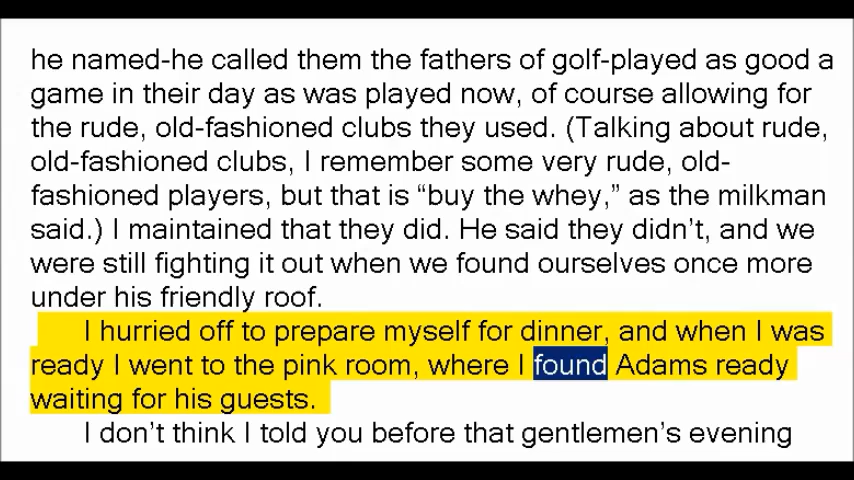 he named-he called them the fathers of golf-played as good a
game in their day as was played now, of course allowing for
the rude, old-fashioned clubs they used. (Talking about rude,
old-fashioned clubs, I remember some very rude, old-
fashioned players, but that is “buy the whey,” as the milkman
said.) I maintained that they did. He said they didn’t, and we
were still fighting it out when we found ourselves once more
under his friendly roof.
I hurried off to prepare myself for dinner, and when I was
ready I went to the pink room, where I found Adams ready
waiting for his guests.
I don’t think I told you before that gentlemen’s evening